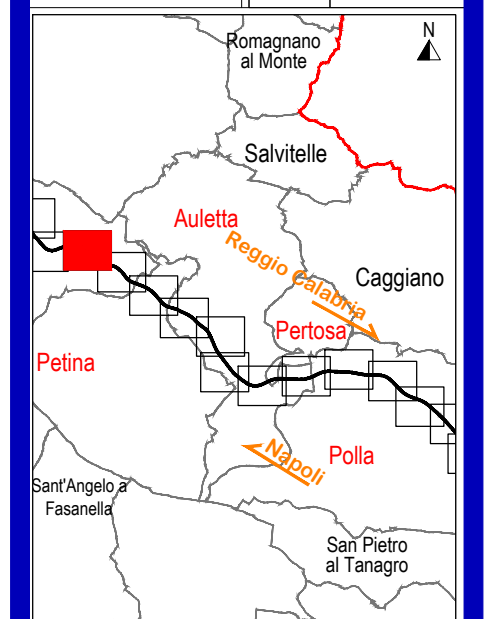 N
Romagnano
al Monte
Salvitelle
Auletta
Reggio Calabria
Caggiano
Pertosa
Petina
Napoli
Polla
Sant'Angelo a
Fasanella
San Pietro
al Tanagro